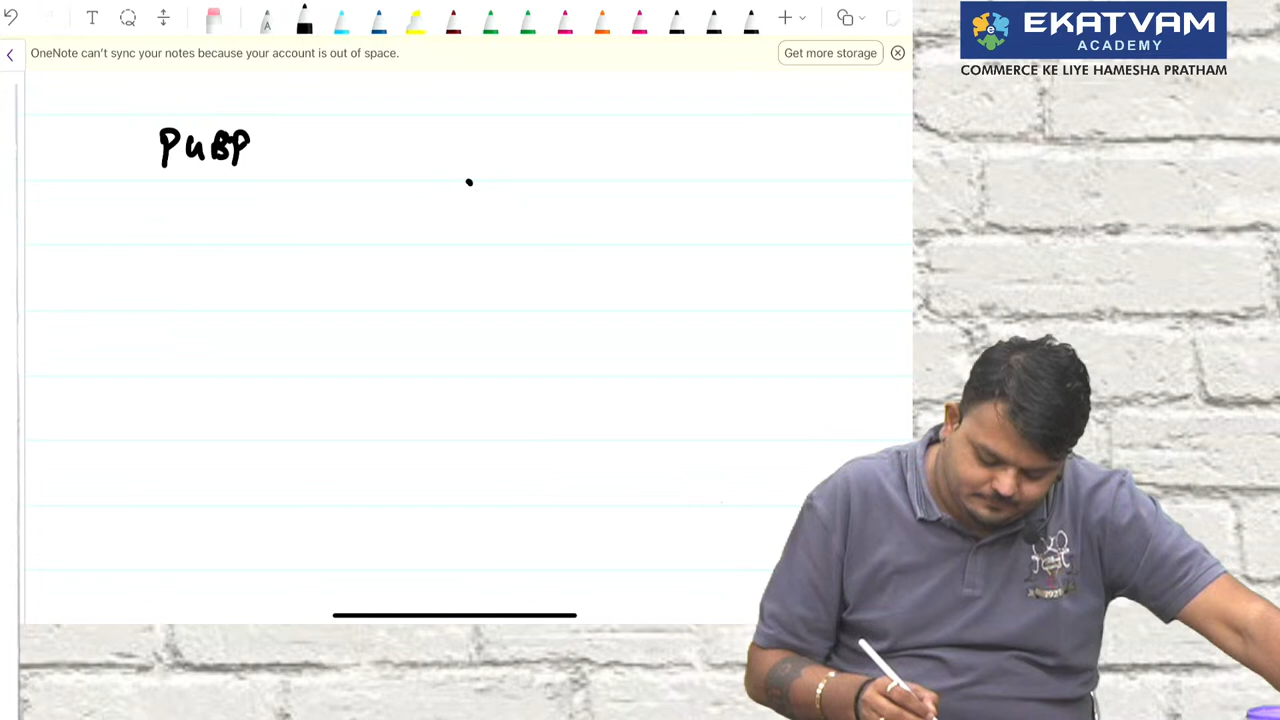 EKATVAM
ACADEMY
COMMERCE KE LIYE HAMESHA PRATHAM
OneNote can't sync your notes because your account is out of space.
Get more storage
PUBP